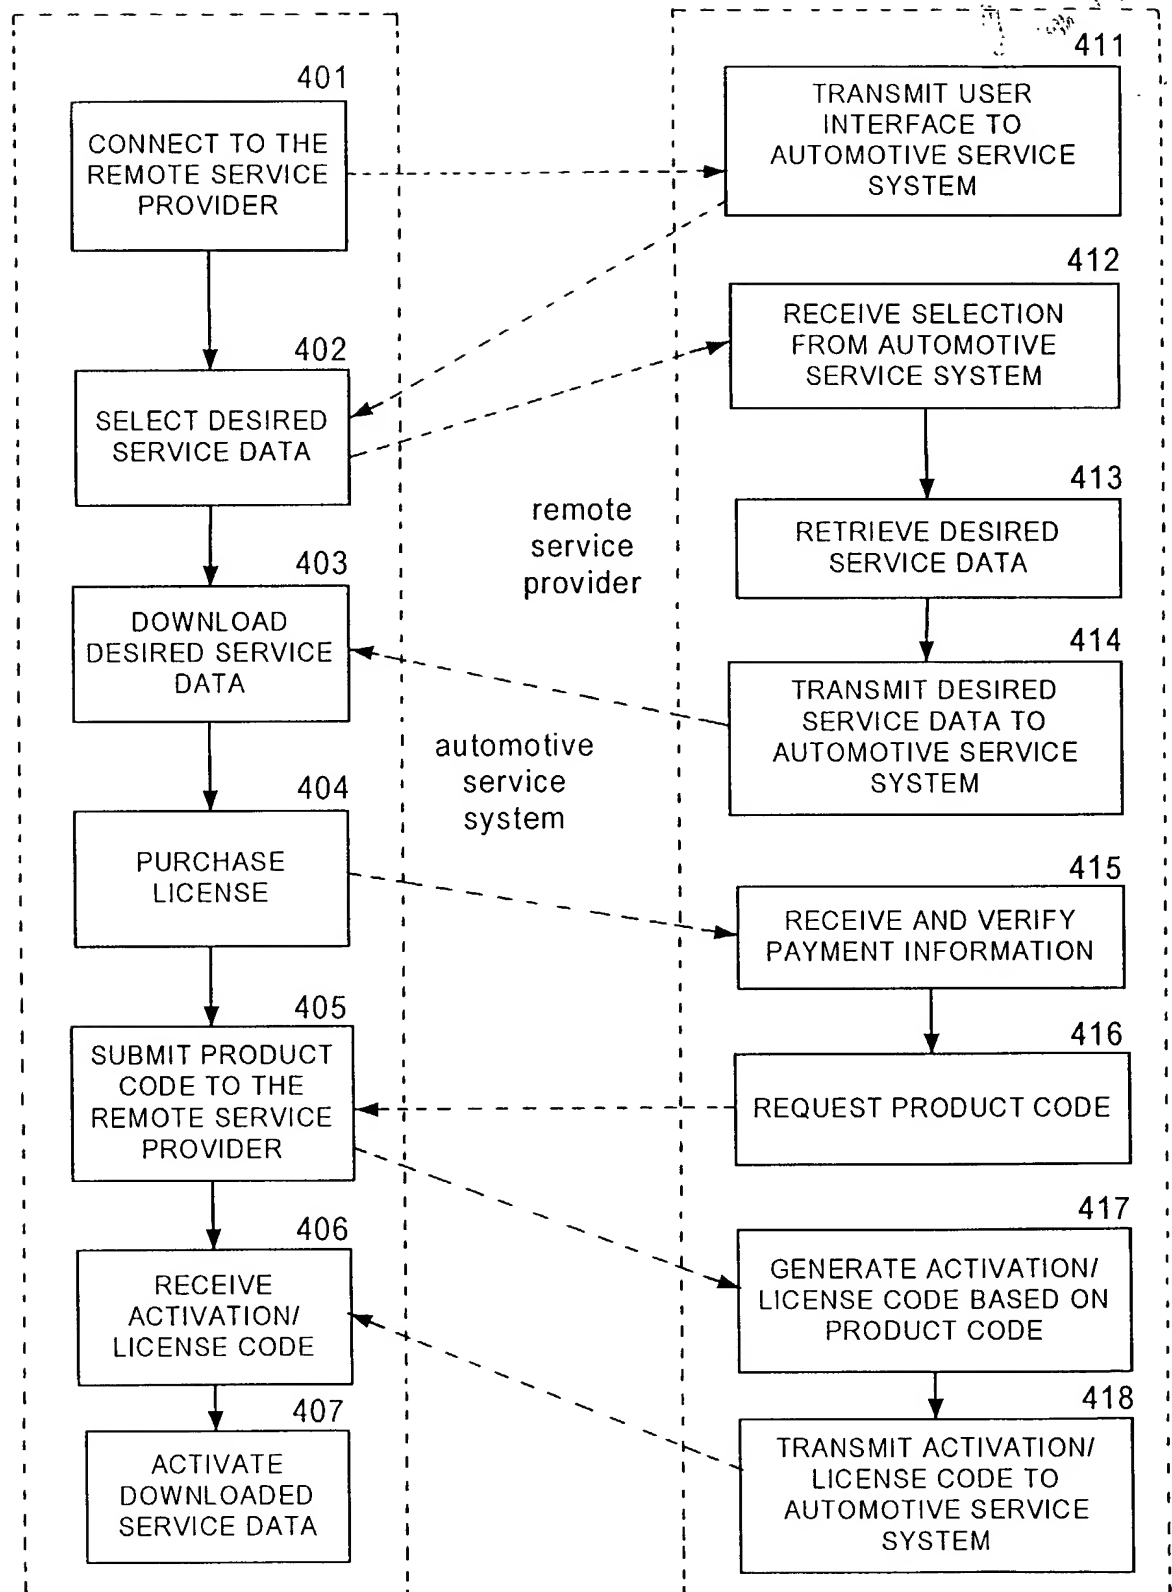 401
CONNECT TO THE
REMOTE SERVICE
PROVIDER
402
SELECT DESIRED
SERVICE DATA
403
DOWNLOAD
DESIRED SERVICE
DATA
404
PURCHASE
LICENSE
405
SUBMIT PRODUCT
CODE TO THE
REMOTE SERVICE
PROVIDER
406
RECEIVE
ACTIVATION/
LICENSE CODE
407
ACTIVATE
DOWNLOADED
SERVICE DATA
remote
service
provider
automotive
service
system
411
TRANSMIT USER
INTERFACE TO
AUTOMOTIVE SERVICE
SYSTEM
412
RECEIVE SELECTION
FROM AUTOMOTIVE
SERVICE SYSTEM
413
RETRIEVE DESIRED
SERVICE DATA
414
TRANSMIT DESIRED
SERVICE DATA TO
AUTOMOTIVE SERVICE
SYSTEM
415
RECEIVE AND VERIFY
PAYMENT INFORMATION
416
REQUEST PRODUCT CODE
417
GENERATE ACTIVATION/
LICENSE CODE BASED ON
PRODUCT CODE
418
TRANSMIT ACTIVATION/
LICENSE CODE TO
AUTOMOTIVE SERVICE
SYSTEM